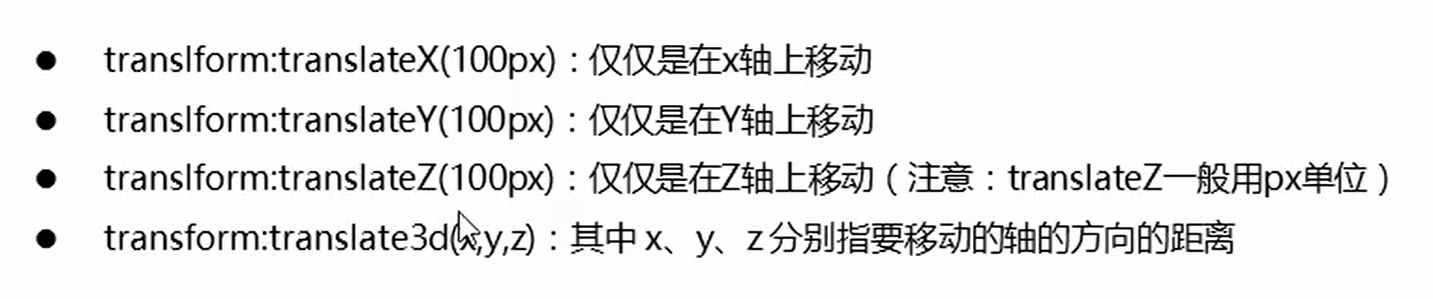 ● translform:translateX(100px)：仅仅是在x轴上移动
● translform:translateY(100px)：仅仅是在Y轴上移动
● translform:translateZ(100px)：仅仅是在Z轴上移动（注意：translateZ一般用px单位）
● transform:translate3d(x,y,z)：其中 x、y、z 分别指要移动的轴的方向的距离